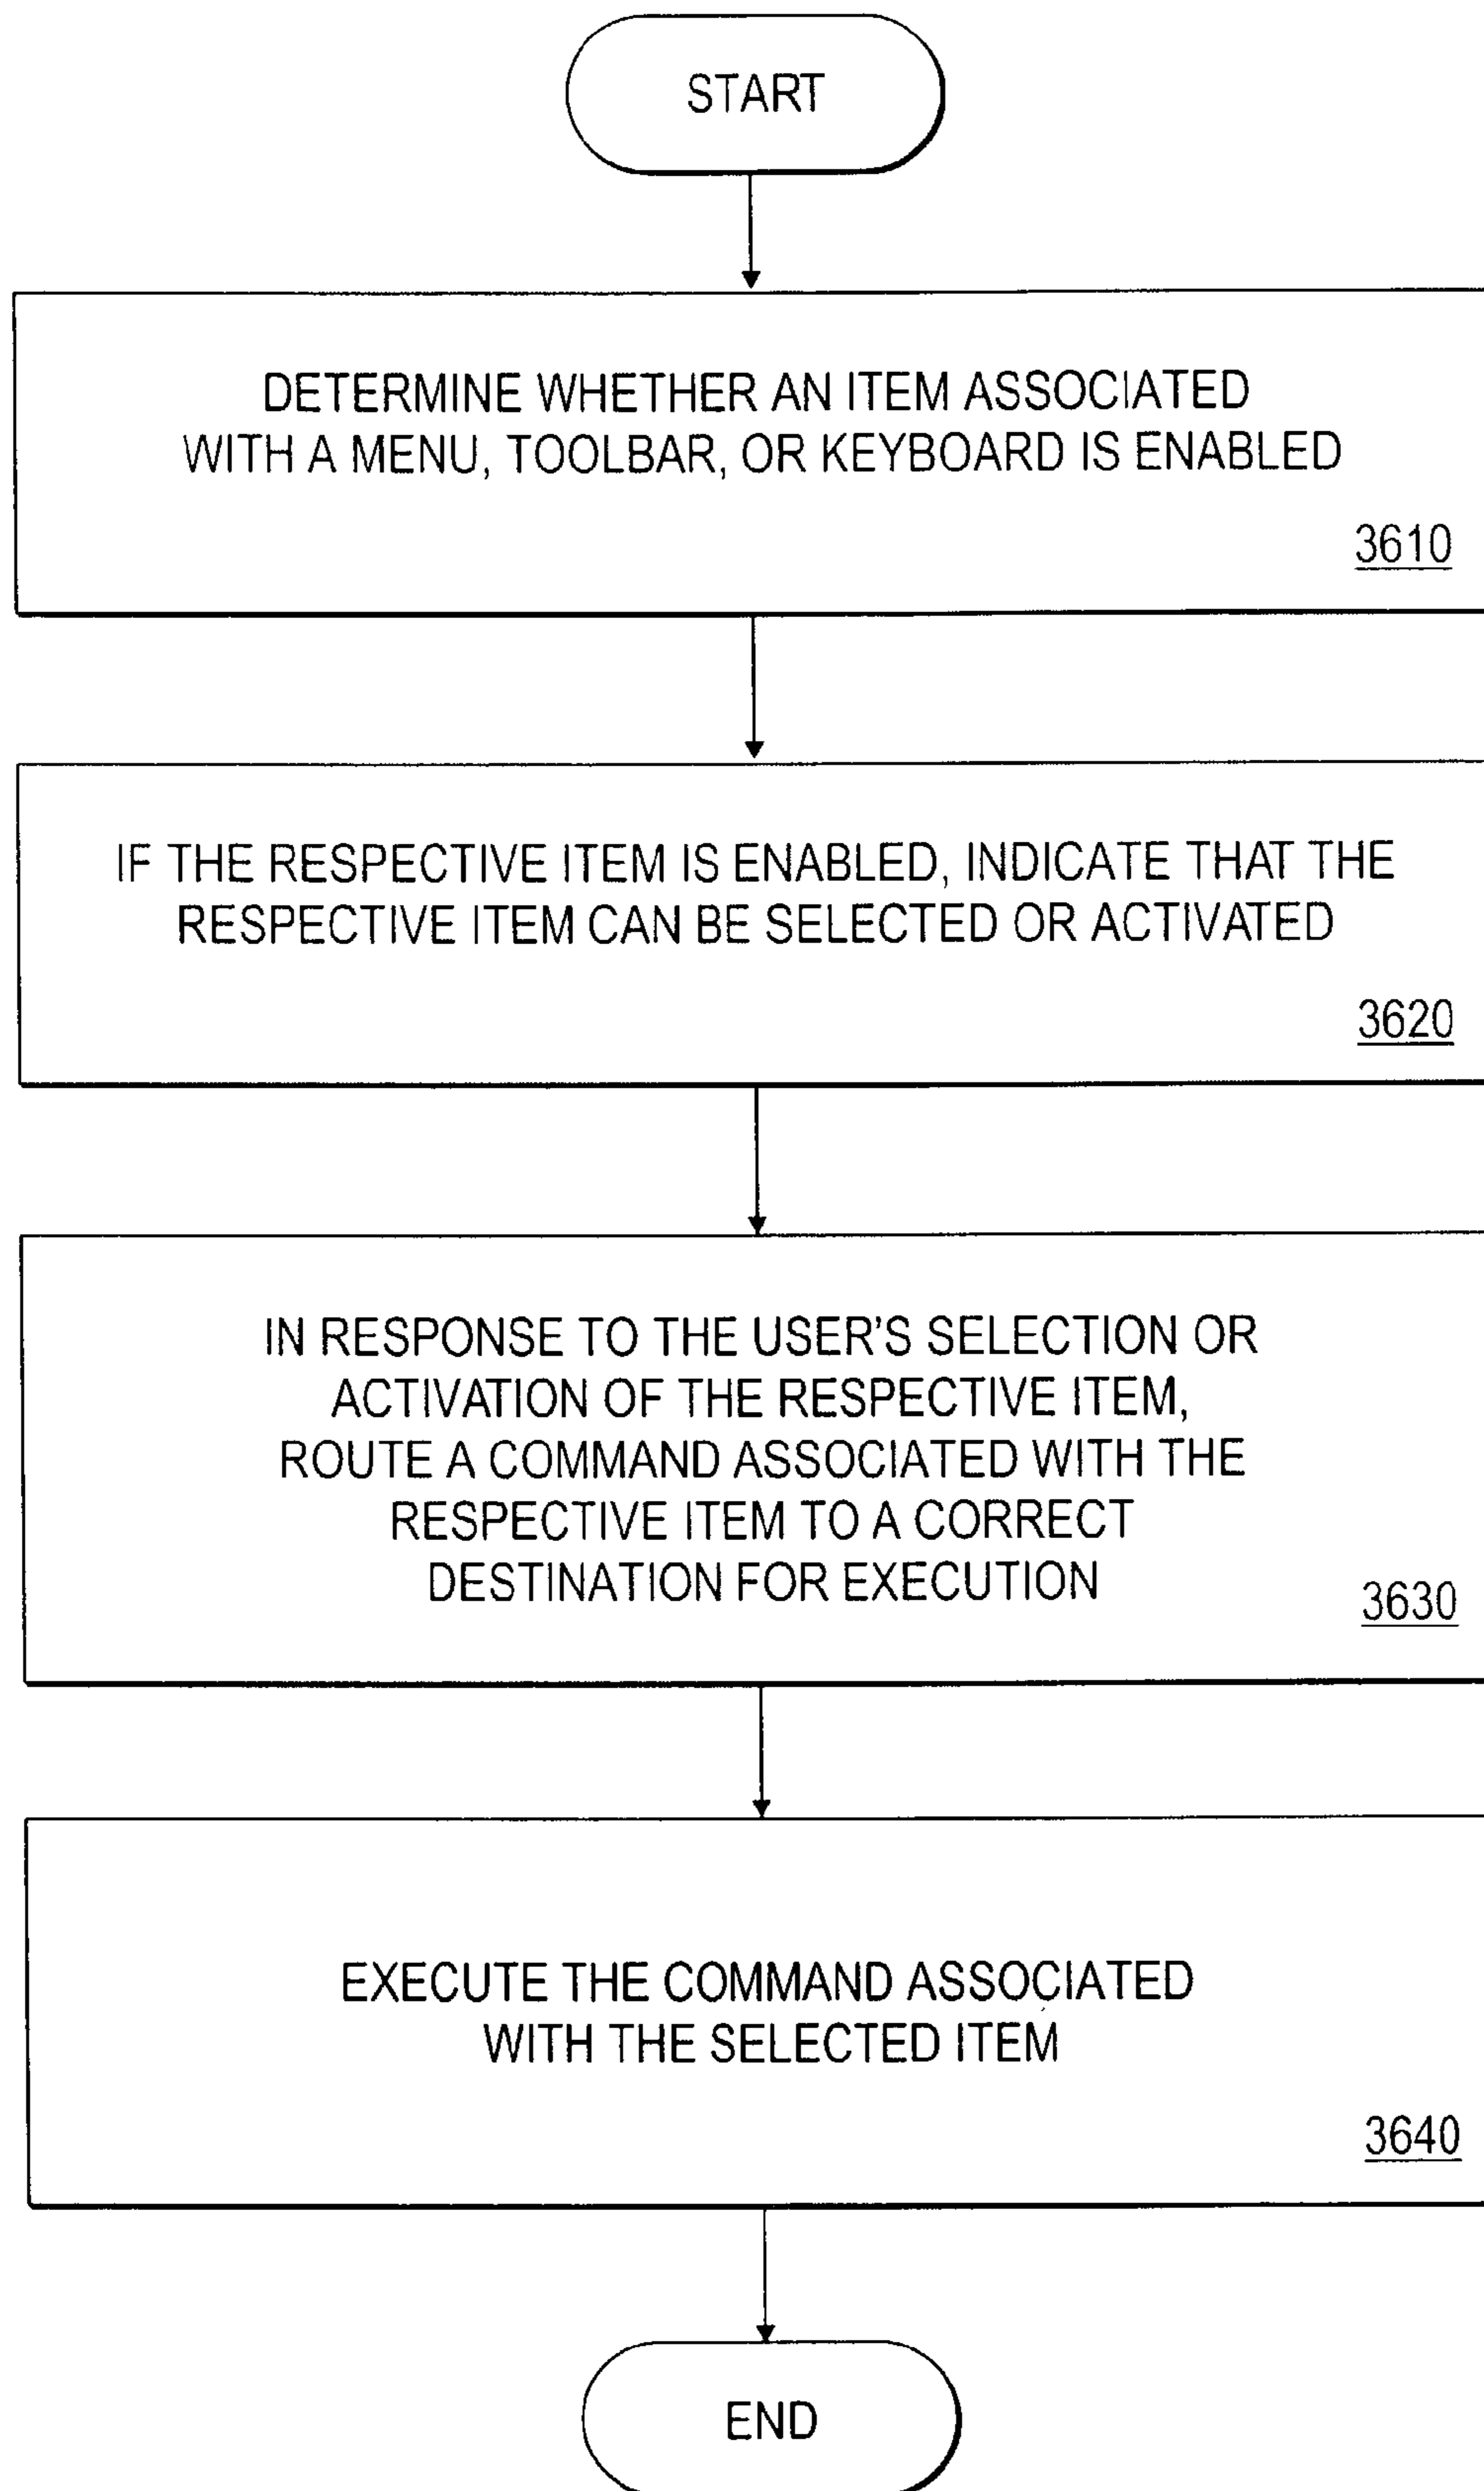 START
DETERMINE WHETHER AN ITEM ASSOCIATED
WITH A MENU, TOOLBAR, OR KEYBOARD IS ENABLED
3610
IF THE RESPECTIVE ITEM IS ENABLED, INDICATE THAT THE
RESPECTIVE ITEM CAN BE SELECTED OR ACTIVATED
3620
IN RESPONSE TO THE USER'S SELECTION OR
ACTIVATION OF THE RESPECTIVE ITEM,
ROUTE A COMMAND ASSOCIATED WITH THE
RESPECTIVE ITEM TO A CORRECT
DESTINATION FOR EXECUTION
3630
EXECUTE THE COMMAND ASSOCIATED
WITH THE SELECTED ITEM
3640
END